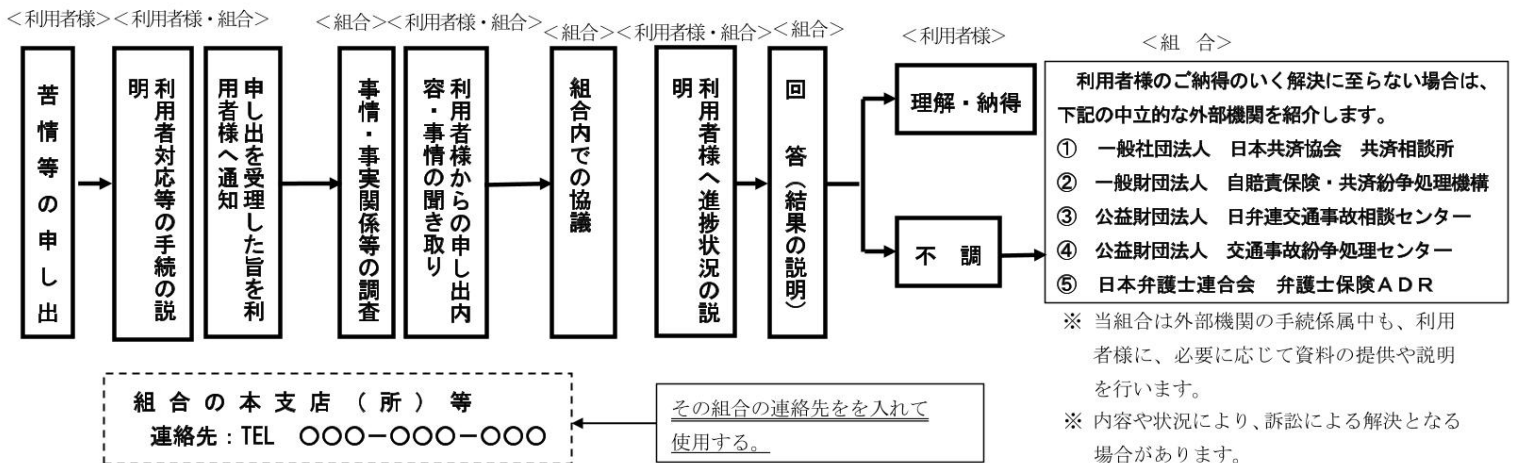 ＜利用者様＞
＜利用者様・組合＞
＜組合＞
＜利用者様・組合＞
＜組合＞
＜利用者様・組合＞
＜組合＞
＜利用者様＞
＜組　合＞
苦情等の申し出
利用者対応等の手続の説
明
申し出を受理した旨を利
用者様へ通知
事情・事実関係等の調査
利用者様からの申し出内
容・事情の聞き取り
組合内での協議
利用者様へ進捗状況の説
明
回　答（結果の説明）
理解・納得
不　調
利用者様のご納得のいく解決に至らない場合は、
下記の中立的な外部機関を紹介します。
①　一般社団法人　日本共済協会　共済相談所
②　一般財団法人　自賠責保険・共済紛争処理機構
③　公益財団法人　日弁連交通事故相談センター
④　公益財団法人　交通事故紛争処理センター
⑤　日本弁護士連合会　弁護士保険ＡＤＲ
※ 当組合は外部機関の手続係属中も、利用
者様に、必要に応じて資料の提供や説明
を行います。
※ 内容や状況により、訴訟による解決となる
場合があります。
組合の本支店（所）等
連絡先：TEL　〇〇〇－〇〇〇－〇〇〇
その組合の連絡先をを入れて
使用する。